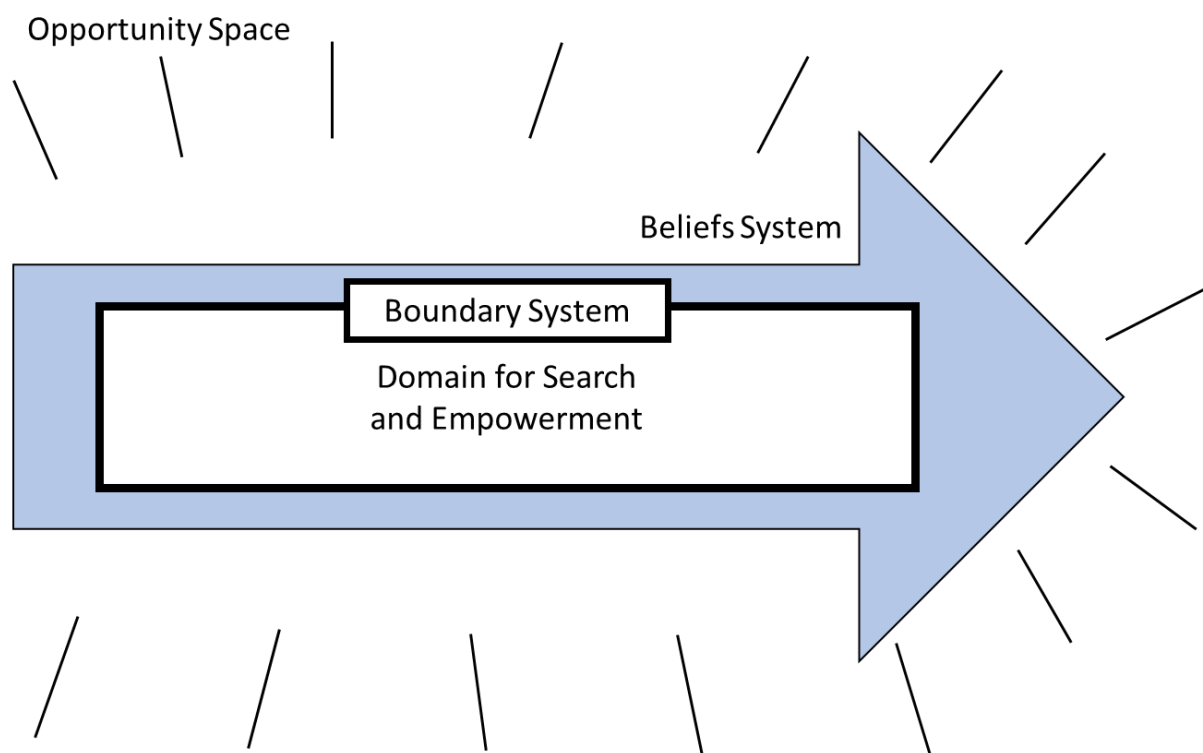 Opportunity Space
Beliefs System
Boundary System
Domain for Search
and Empowerment